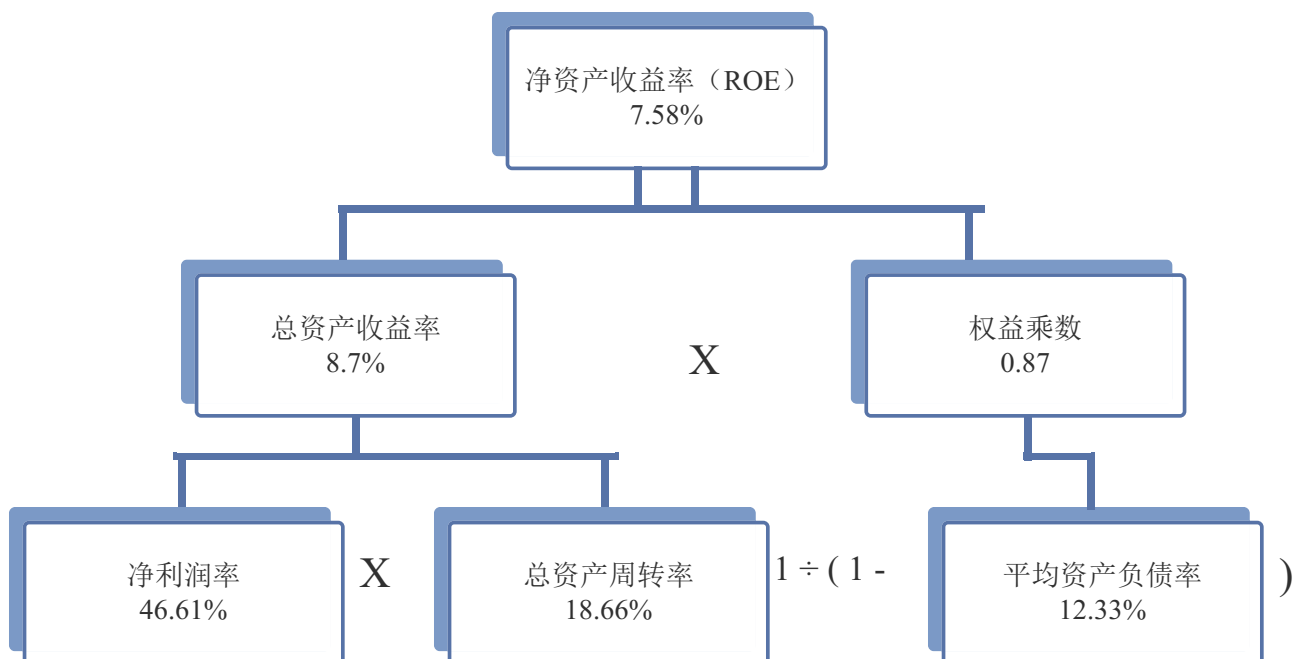 净资产收益率（ROE）
7.58%
总资产收益率
8.7%
X
权益乘数
0.87
净利润率
46.61%
X
总资产周转率
18.66%
1 ÷ ( 1 -
平均资产负债率
12.33%
)